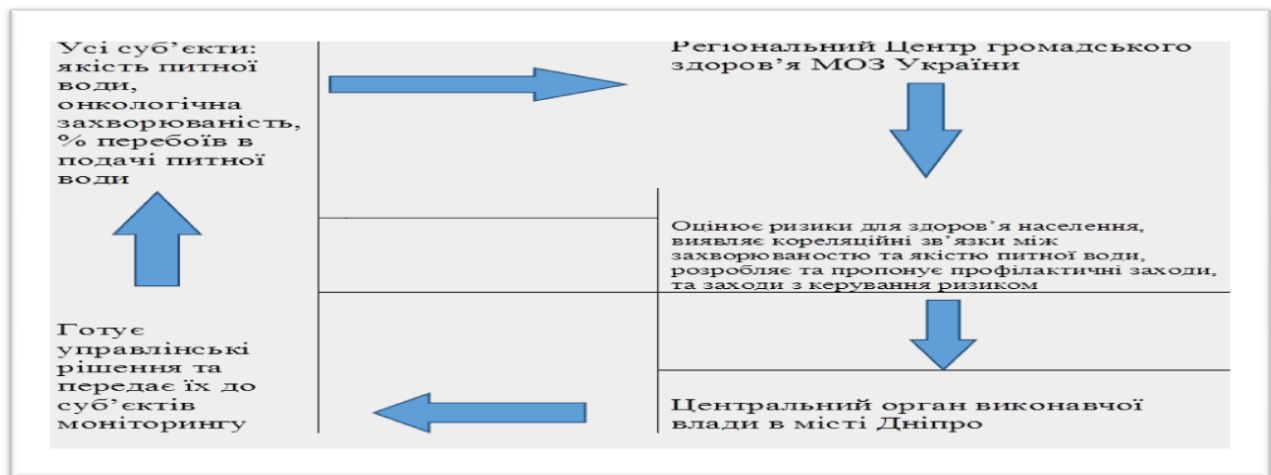 Усі суб’єкти:
якість питної
води,
онкологічна
захворюваність,
% перебоїв в
подачі питної
води
Регіональний Центр громадського
здоров’я МОЗ України
Оцінює ризики для здоров’я населення,
виявляє кореляційні зв’язки між
захворюваностю та якістю питної води,
розробляє та пропонує профілактичні заходи,
та заходи з керування ризиком
Центральний орган виконавчої
влади в місті Дніпро
Готує
управлінські
рішення та
передає їх до
суб’єктів
моніторингу